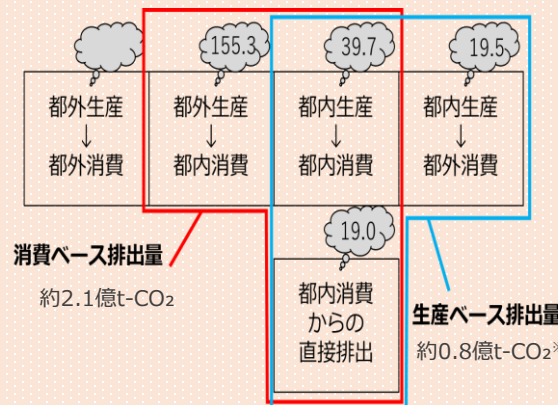 155.3
39.7
19.5
都外生産
↓
都外消費
都外生産
↓
都内消費
都内生産
↓
都内消費
都内生産
↓
都外消費
19.0
都内消費
からの
直接排出
消費ベース排出量
約2.1億t-CO₂
生産ベース排出量
約0.8億t-CO₂※